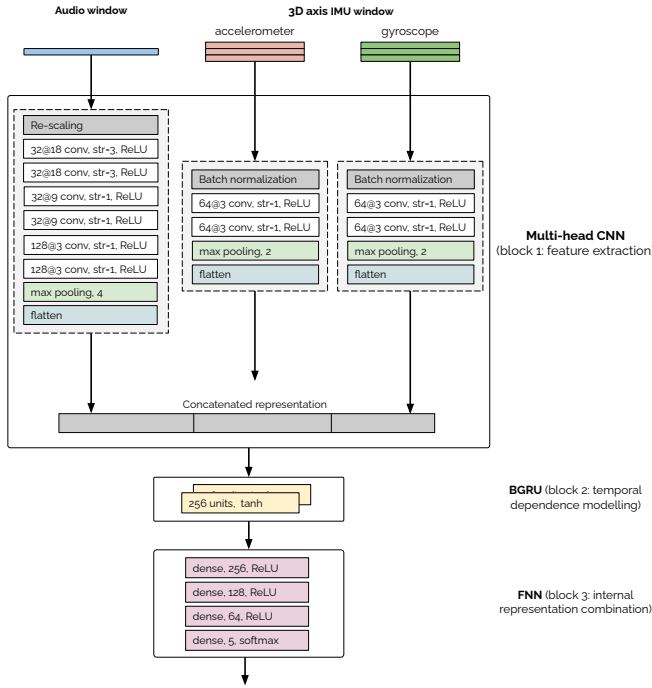 Audio window
3D axis IMU window
accelerometer
gyroscope
Re-scaling
32@18 conv, str=3, ReLU
32@18 conv, str=3, ReLU
32@9 conv, str=1, ReLU
32@9 conv, str=1, ReLU
128@3 conv, str=1, ReLU
128@3 conv, str=1, ReLU
max pooling, 4
flatten
Batch normalization
64@3 conv, str=1, ReLU
64@3 conv, str=1, ReLU
max pooling, 2
flatten
Batch normalization
64@3 conv, str=1, ReLU
64@3 conv, str=1, ReLU
max pooling, 2
flatten
Multi-head CNN
(block 1: feature extraction
Concatenated representation
256 units, tanh
BGRU (block 2: temporal
dependence modelling)
dense, 256, ReLU
dense, 128, ReLU
dense, 64, ReLU
dense, 5, softmax
FNN (block 3: internal
representation combination)